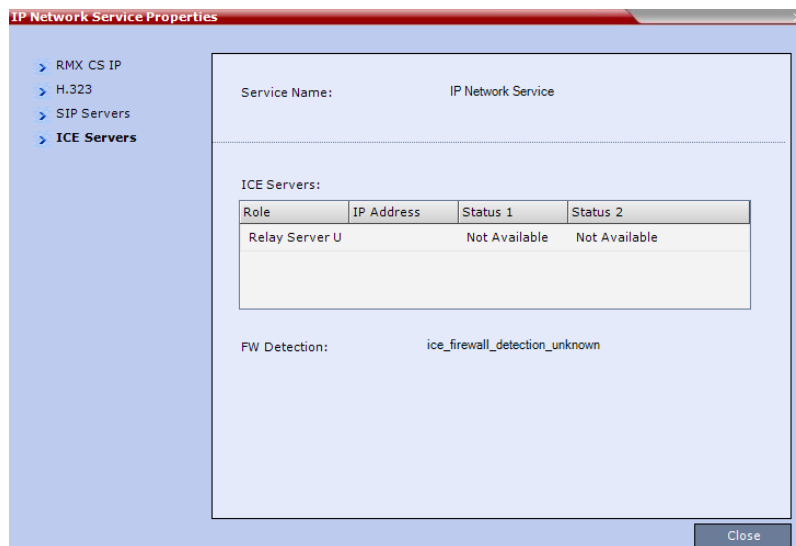 IP Network Service Properties
RMX CS IP
H.323
SIP Servers
ICE Servers
Service Name: IP Network Service
ICE Servers:
Role IP Address Status 1 Status 2
Relay Server U Not Available Not Available
FW Detection: ice_firewall_detection_unknown
Close